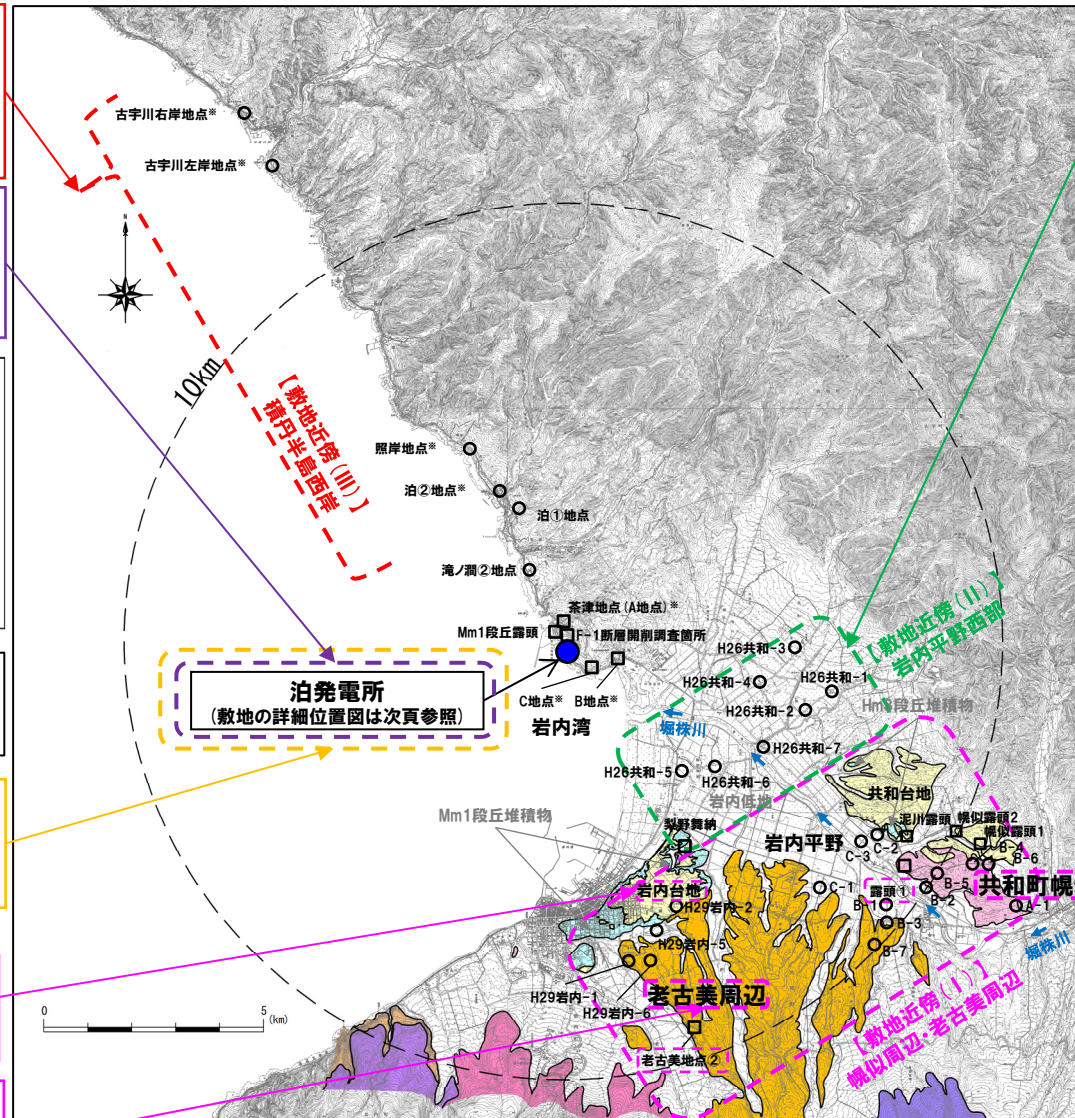 古宇川右岸地点※
古宇川左岸地点※
N
10km
【敷地近傍(Ⅲ)】
積丹半島西岸
照岸地点※
泊②地点※
泊①地点
滝ノ澗②地点
茶津地点(A地点)※
Mm1段丘露頭
F-1断層開削調査箇所
泊発電所
(敷地の詳細位置図は次頁参照)
C地点※
B地点※
岩内湾
【敷地近傍(Ⅱ)】
岩内平野西部
H26共和-3
H26共和-4
H26共和-1
H26共和-2
Hm3段丘堆積物
堀株川
H26共和-7
H26共和-5
H26共和-6
岩内低地
共和台地
Mm1段丘堆積物
梨野舞納
岩内平野
泥川露頭
幌似露頭2
幌似露頭1
C-3
C-2
B-4
B-6
岩内台地
C-1
露頭①
B-5
共和町幌
H29岩内-2
B-1
B-2
A-1
B-3
堀株川
H29岩内-5
B-7
H29岩内-1
老古美周辺
H29岩内-6
【敷地近傍(Ⅰ)】
幌似周辺・老古美周辺
0
5
(km)
老古美地点②